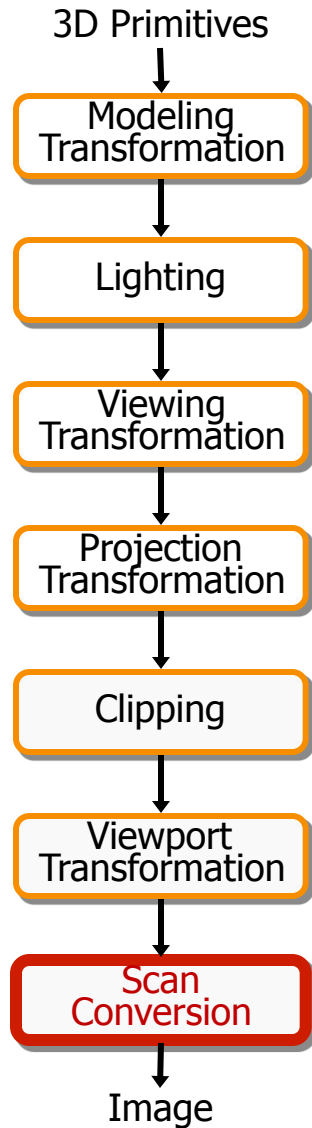 3D Primitives
Modeling
Transformation
Lighting
Viewing
Transformation
Projection
Transformation
Clipping
Viewport
Transformation
Scan
Conversion
Image